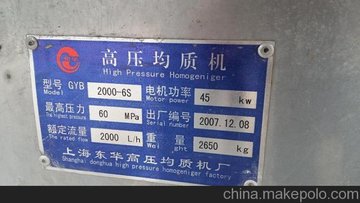 高压均质机
High Pressure Homogeniger
型号 GYB 2000-6S 电机功率 45 kw
Model Motor power
最高压力 60 MPa 出厂编号 2007.12.08
The highest pressure
额定流量 2000 L/h 重量 2650 kg
The rated flow Weight
上海东华高压均质机厂
Shanghai donghua high pressure homogeniger factory
china.makepolo.com